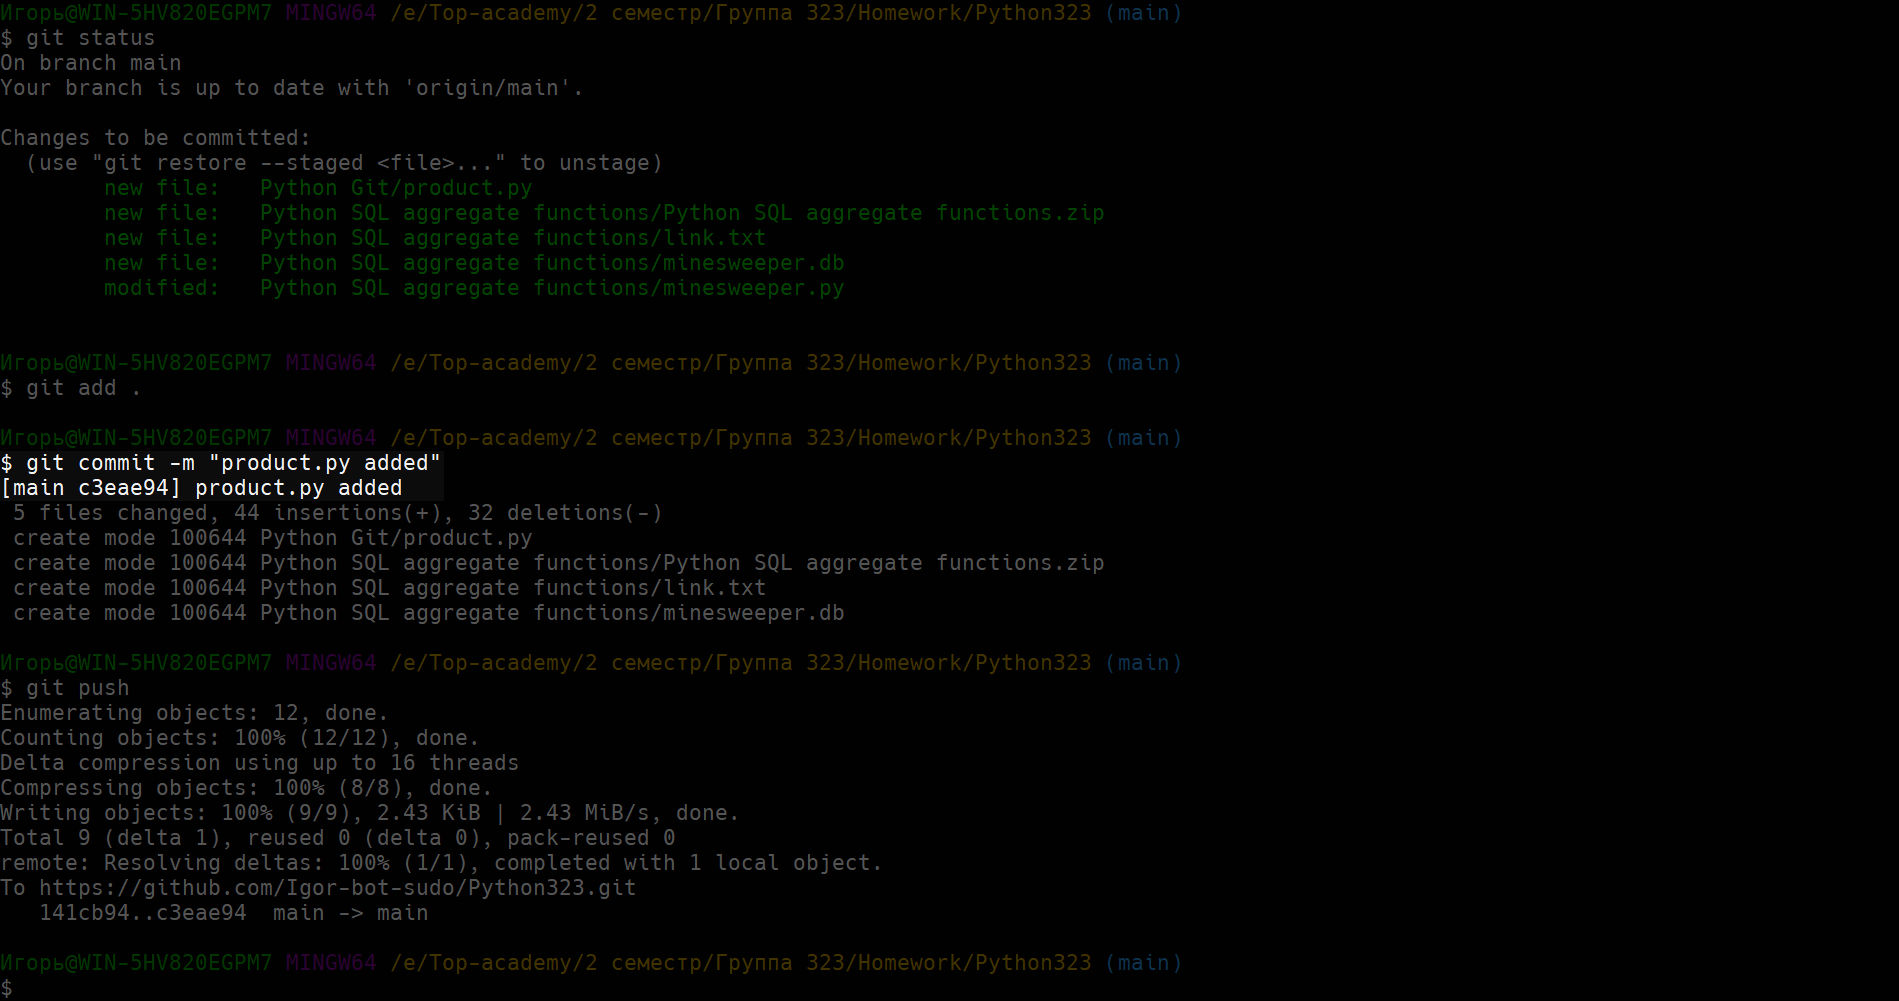 Игорь@WIN-5HV820EGPM7 MINGW64 /e/Top-academy/2 семестр/Группа 323/Homework/Python323 (main)
$ git status
On branch main
Your branch is up to date with 'origin/main'.
Changes to be committed:
  (use "git restore --staged <file>..." to unstage)
        new file:   Python Git/product.py
        new file:   Python SQL aggregate functions/Python SQL aggregate functions.zip
        new file:   Python SQL aggregate functions/link.txt
        new file:   Python SQL aggregate functions/minesweeper.db
        modified:   Python SQL aggregate functions/minesweeper.py
Игорь@WIN-5HV820EGPM7 MINGW64 /e/Top-academy/2 семестр/Группа 323/Homework/Python323 (main)
$ git add .
Игорь@WIN-5HV820EGPM7 MINGW64 /e/Top-academy/2 семестр/Группа 323/Homework/Python323 (main)
$ git commit -m "product.py added"
[main c3eae94] product.py added
 5 files changed, 44 insertions(+), 32 deletions(-)
 create mode 100644 Python Git/product.py
 create mode 100644 Python SQL aggregate functions/Python SQL aggregate functions.zip
 create mode 100644 Python SQL aggregate functions/link.txt
 create mode 100644 Python SQL aggregate functions/minesweeper.db
Игорь@WIN-5HV820EGPM7 MINGW64 /e/Top-academy/2 семестр/Группа 323/Homework/Python323 (main)
$ git push
Enumerating objects: 12, done.
Counting objects: 100% (12/12), done.
Delta compression using up to 16 threads
Compressing objects: 100% (8/8), done.
Writing objects: 100% (9/9), 2.43 KiB | 2.43 MiB/s, done.
Total 9 (delta 1), reused 0 (delta 0), pack-reused 0
remote: Resolving deltas: 100% (1/1), completed with 1 local object.
To https://github.com/Igor-bot-sudo/Python323.git
   141cb94..c3eae94  main -> main
Игорь@WIN-5HV820EGPM7 MINGW64 /e/Top-academy/2 семестр/Группа 323/Homework/Python323 (main)
$